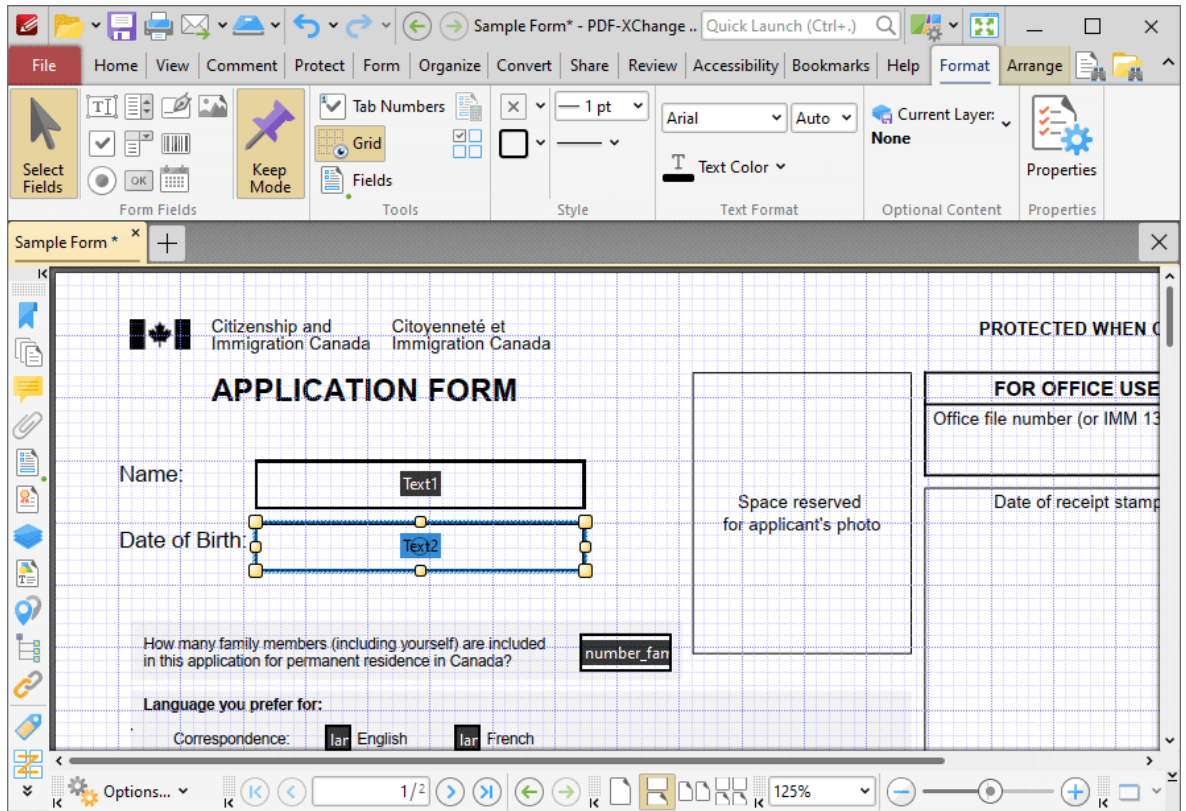 Sample Form* - PDF-XChange ..
Quick Launch (Ctrl+.)
File Home View Comment Protect Form Organize Convert Share Review Accessibility Bookmarks Help Format Arrange
Select Fields
OK
Form Fields
Keep Mode
Tab Numbers
Grid
Fields
Tools
1 pt
Style
Arial
Auto
Text Color
Text Format
Current Layer:
None
Optional Content
Properties
Properties
Sample Form *
Citizenship and
Immigration Canada
Citoyenneté et
Immigration Canada
PROTECTED WHEN
APPLICATION FORM
FOR OFFICE USE
Office file number (or IMM 13
Name:
Text1
Space reserved
for applicant's photo
Date of receipt stamp
Date of Birth:
Text2
How many family members (including yourself) are included
in this application for permanent residence in Canada?
number_fam
Language you prefer for:
Correspondence: lar English lar French
Options...
1/2
125%